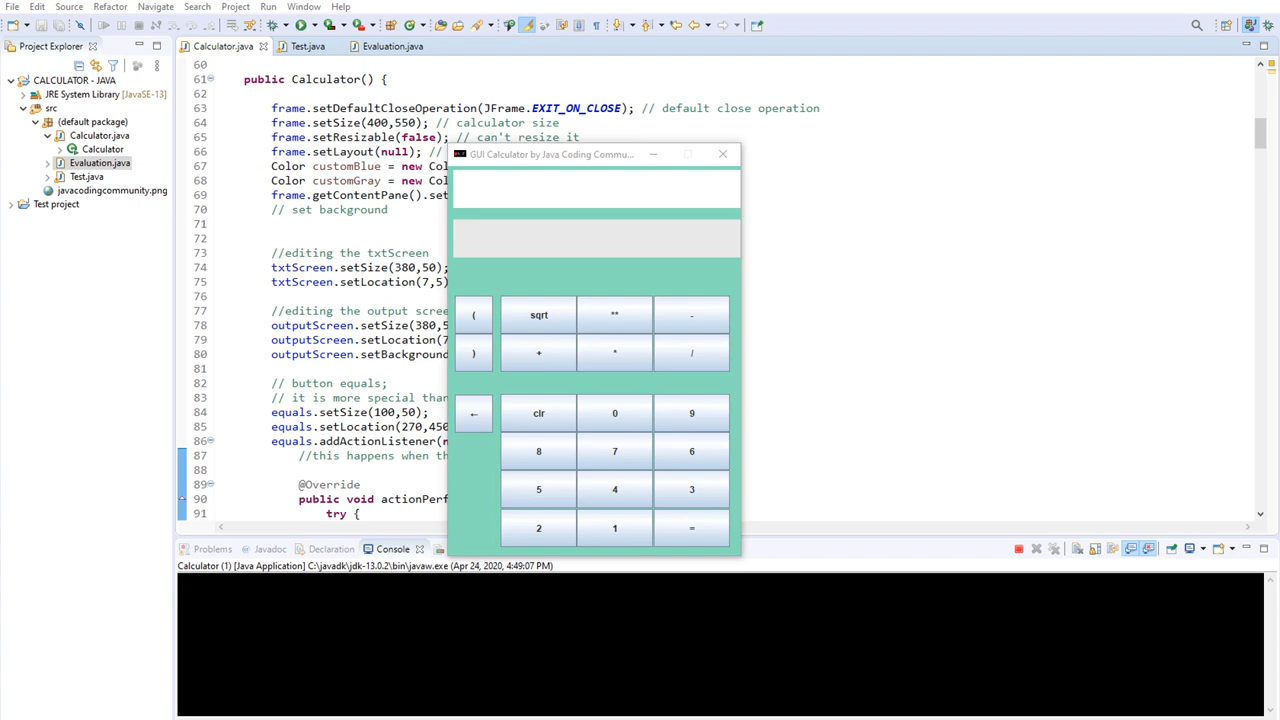 File Edit Source Refactor Navigate Search Project Run Window Help
Project Explorer
CALCULATOR - JAVA
JRE System Library [JavaSE-13]
src
(default package)
Calculator.java
Calculator
Evaluation.java
Test.java
javacodingcommunity.png
Test project
Calculator.java Test.java Evaluation.java
60
61 public Calculator() {
62
63 frame.setDefaultCloseOperation(JFrame.EXIT_ON_CLOSE); // default close operation
64 frame.setSize(400,550); // calculator size
65 frame.setResizable(false); // can't resize it
66 frame.setLayout(null); //
67 Color customBlue = new Col
68 Color customGray = new Col
69 frame.getContentPane().set
70 // set background
71
72
73 //editing the txtScreen
74 txtScreen.setSize(380,50);
75 txtScreen.setLocation(7,5)
76
77 //editing the output scree
78 outputScreen.setSize(380,5
79 outputScreen.setLocation(7
80 outputScreen.setBackground
81
82 // button equals;
83 // it is more special than
84 equals.setSize(100,50);
85 equals.setLocation(270,450
86 equals.addActionListener(n
87 //this happens when th
88
89 @Override
90 public void actionPerf
91 try {
GUI Calculator by Java Coding Commu...
( sqrt ** -
) + * /
← clr 0 9
8 7 6
5 4 3
2 1 =
Problems Javadoc Declaration Console
Calculator (1) [Java Application] C:\javadk\jdk-13.0.2\bin\javaw.exe (Apr 24, 2020, 4:49:07 PM)